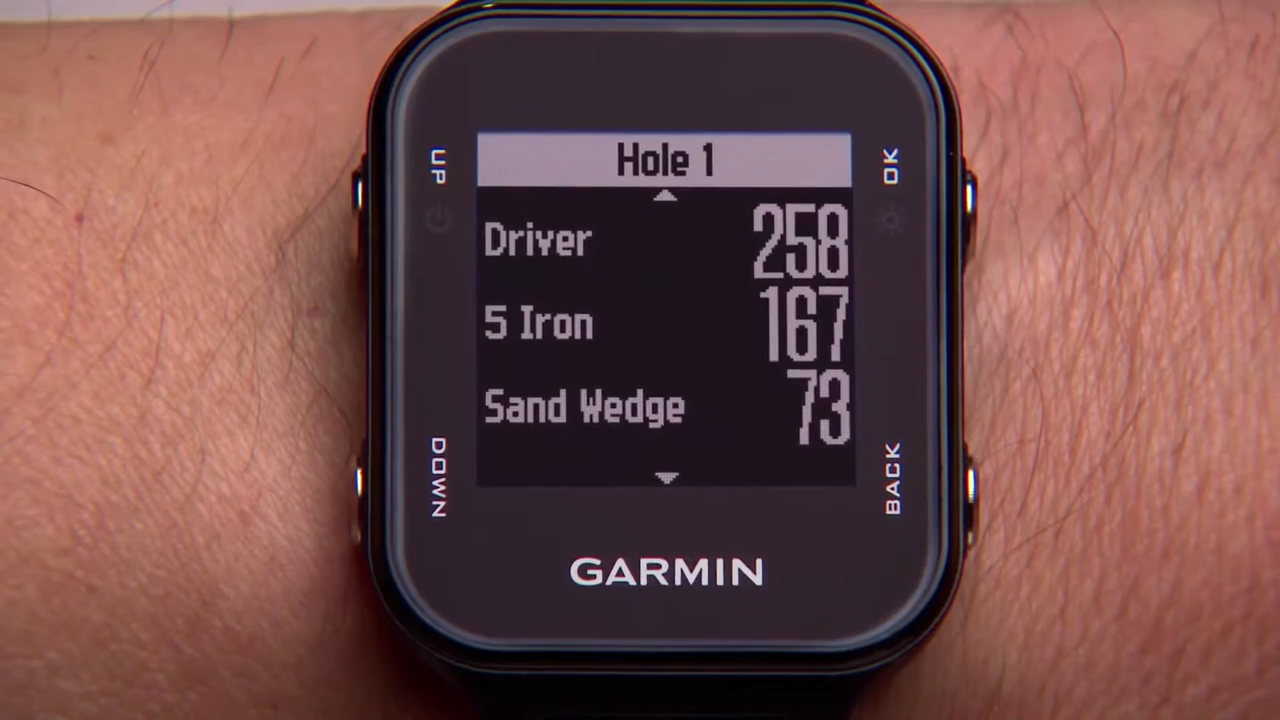 Hole 1
UP
OK
Driver 258
5 Iron 167
Sand Wedge 73
DOWN
BACK
GARMIN